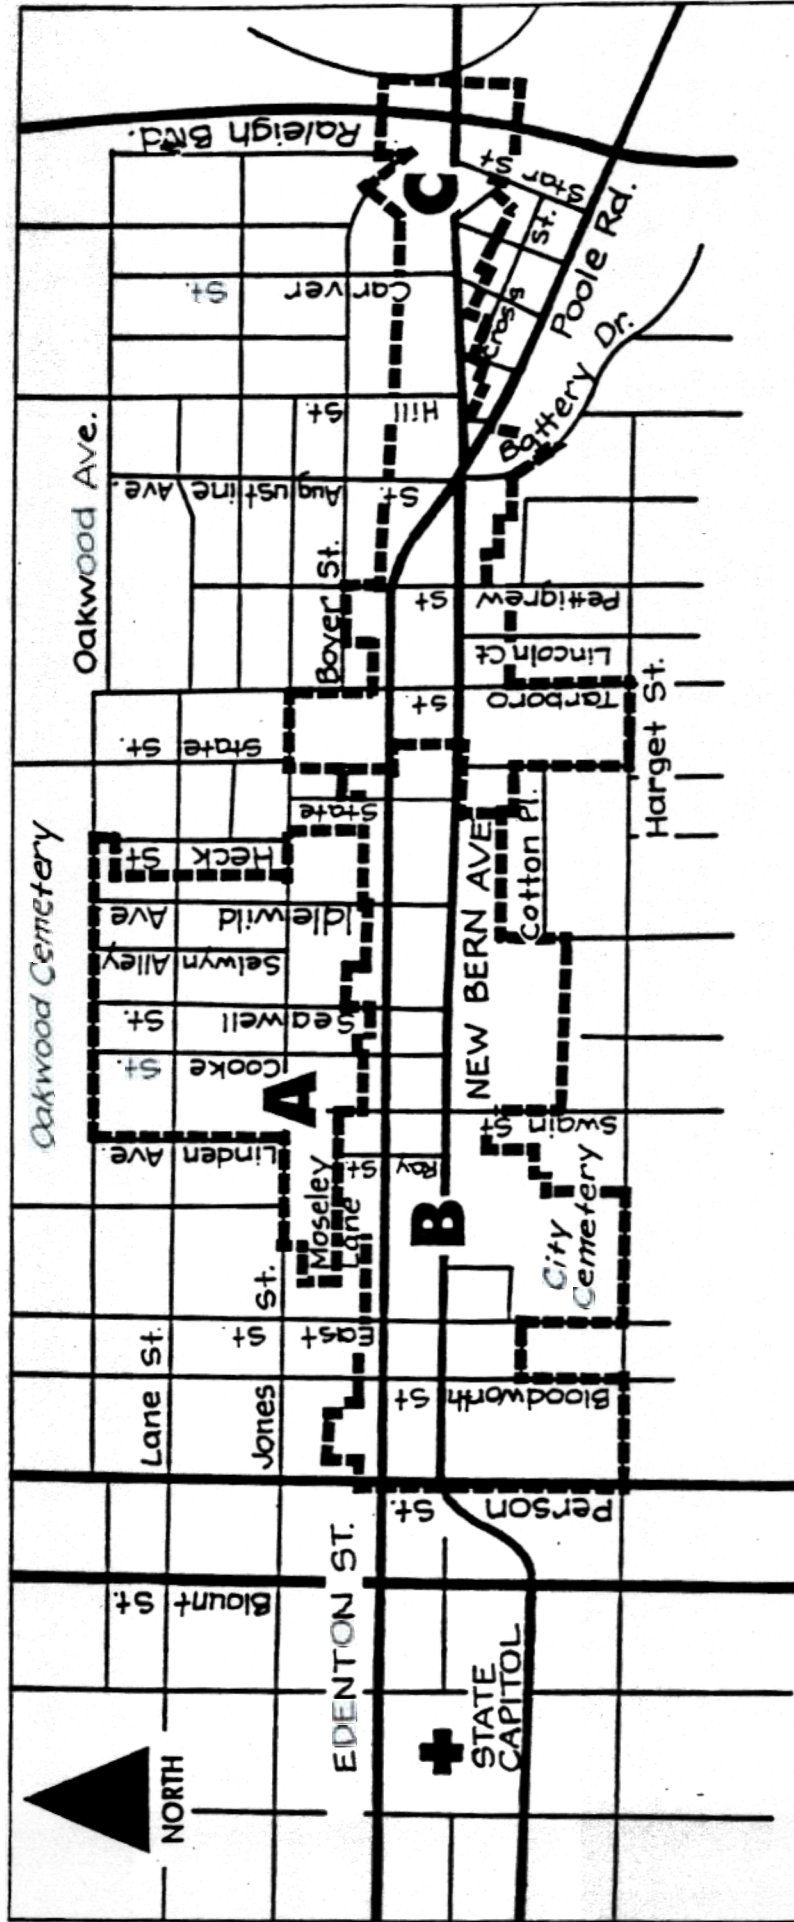 Oakwood Cemetery
Oakwood Ave.
Lane St.
Jones St.
EDENTON ST.
NEW BERN AVE
Boyer St.
Moseley Lane
Cotton Pl.
Harget St.
City Cemetery
STATE CAPITOL
NORTH
Blount St
Person St.
Bloodworth St
East St
Ray St.
Linden Ave
Swain St
Cooke St.
Seawell St.
Selwyn Alley
Idlewild Ave
Heck St
State
State St.
Tarboro St
Lincoln Ct
Pettigrew St
Augustine Ave.
St.
Hill St.
Battery Dr.
Carver St
Cross St.
Star St
Poole Rd.
Raleigh Blvd.
A
B
C